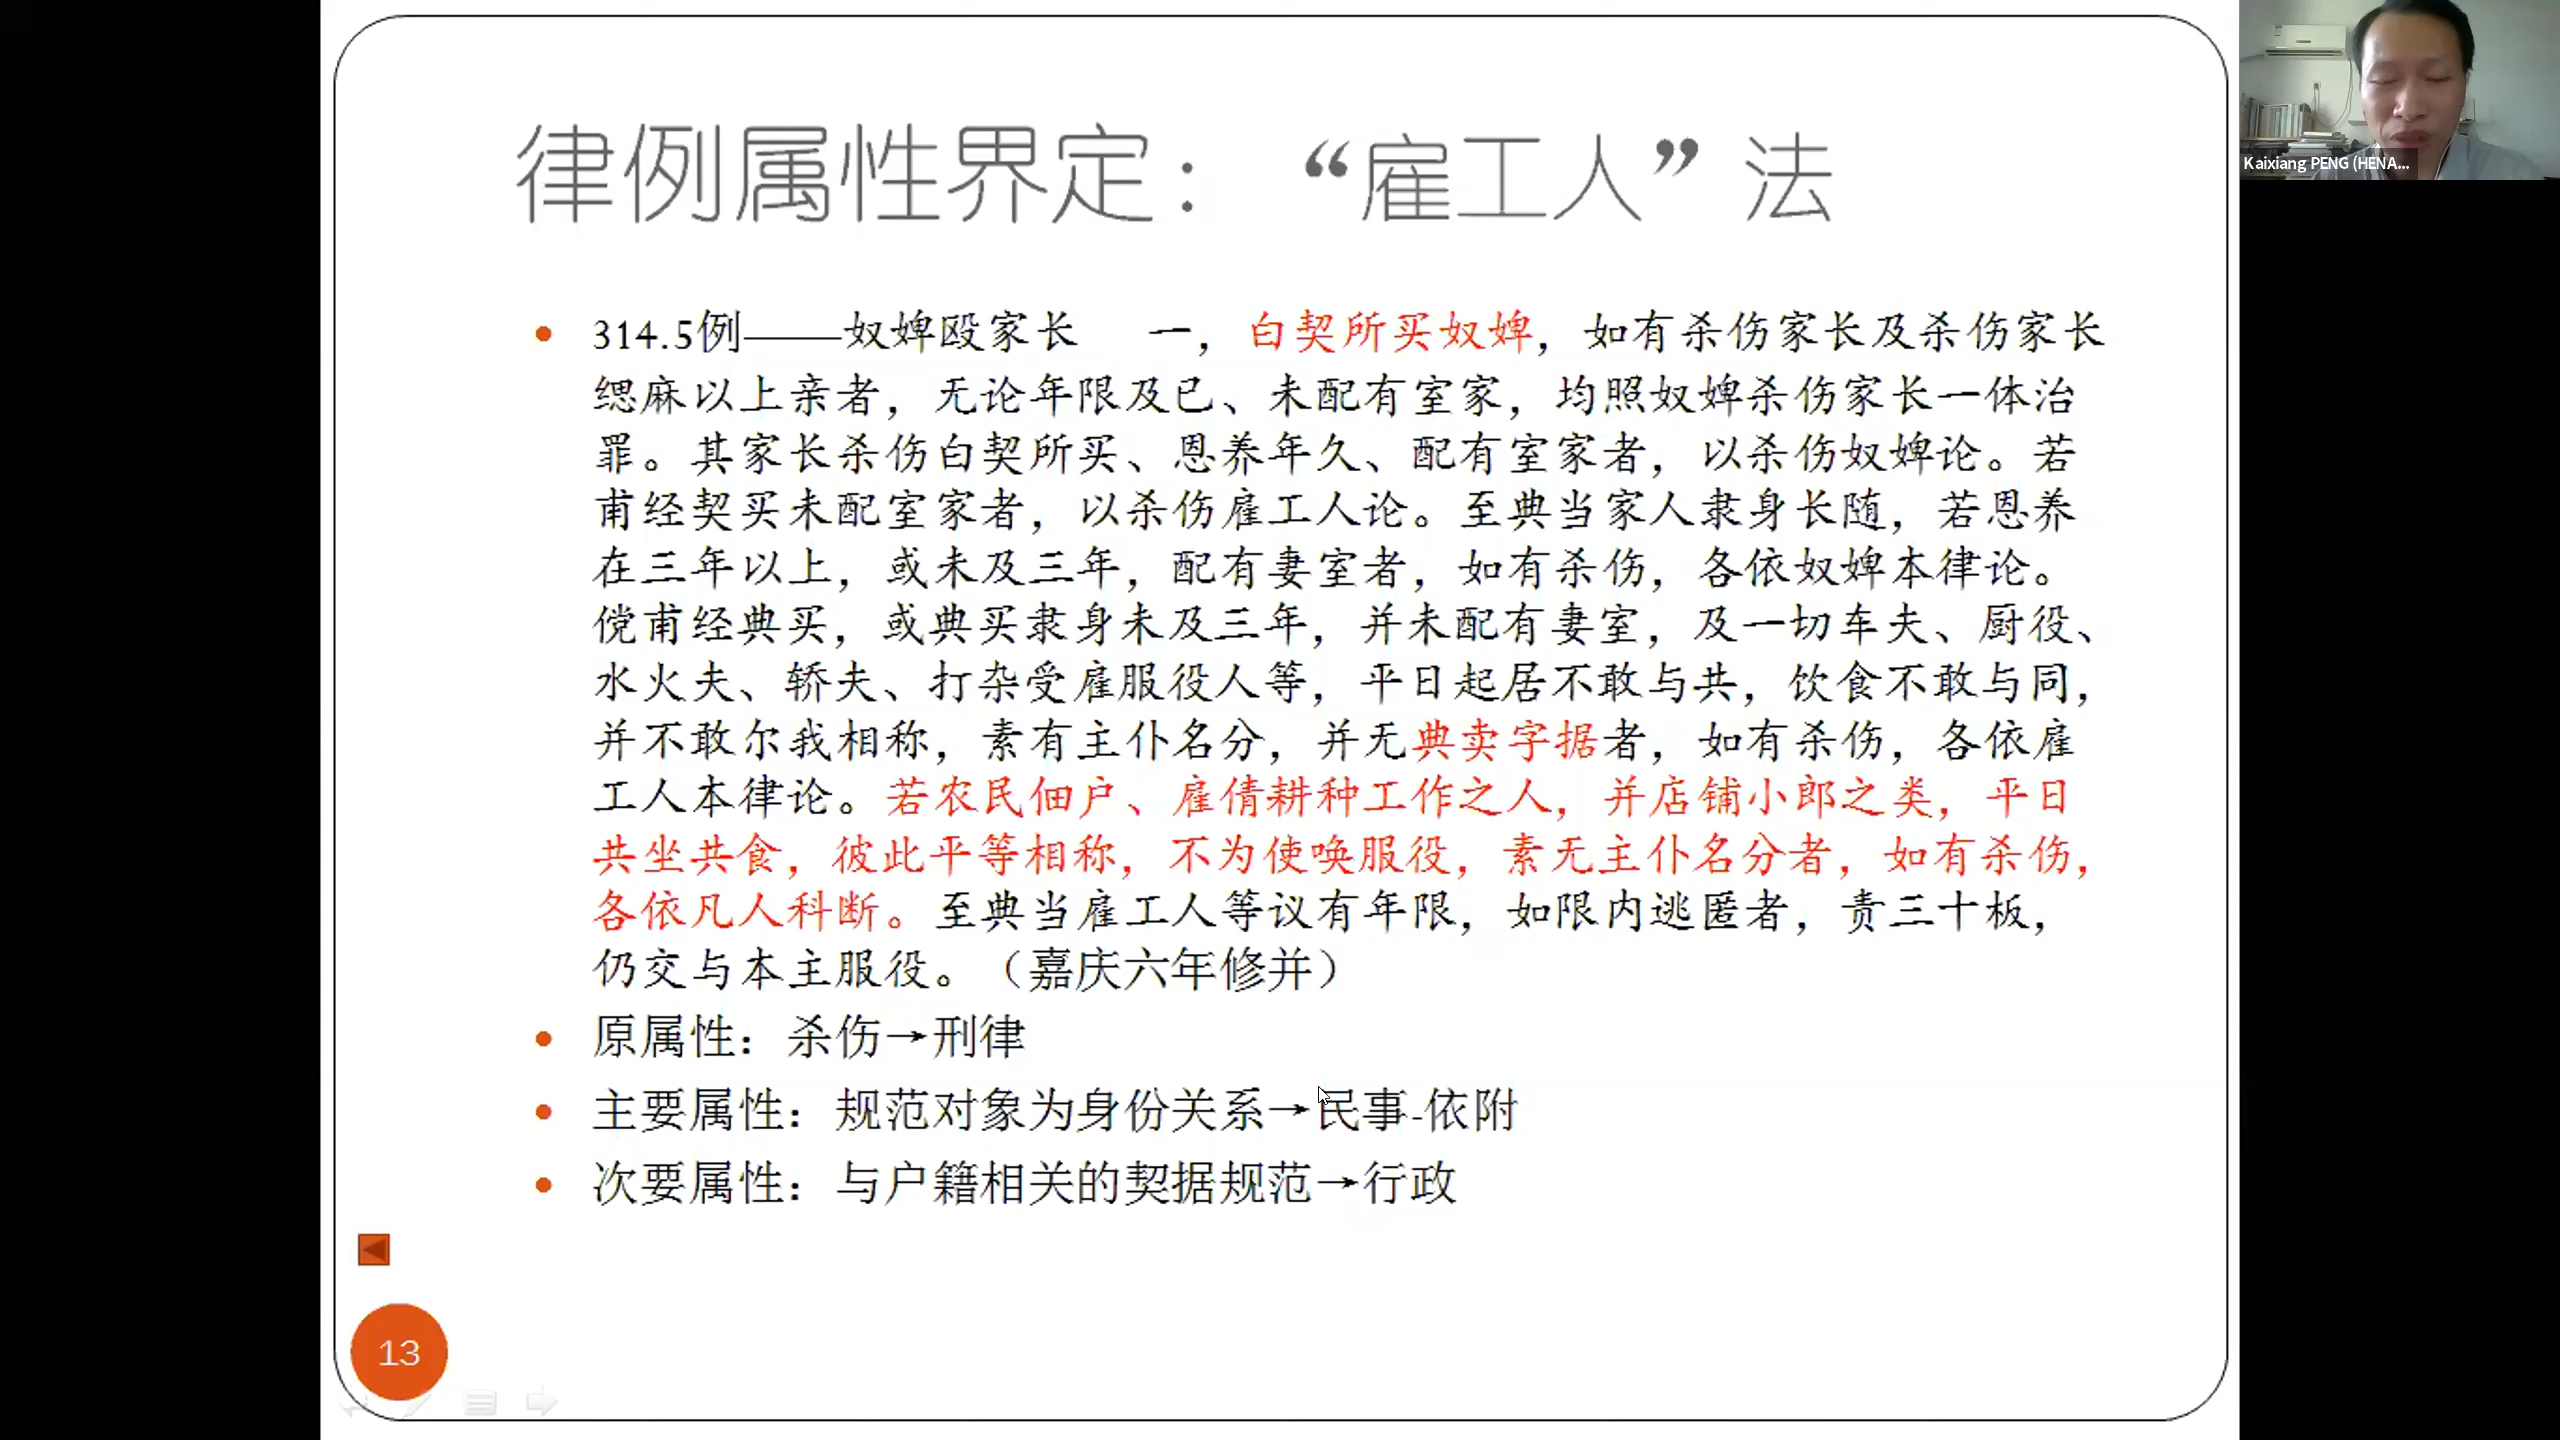 律例属性界定：“雇工人”法
Kaixiang PENG (HENA...
• 314.5例——奴婢殴家长 一，白契所买奴婢，如有杀伤家长及杀伤家长
缌麻以上亲者，无论年限及已、未配有室家，均照奴婢杀伤家长一体治
罪。其家长杀伤白契所买、恩养年久、配有室家者，以杀伤奴婢论。若
甫经契买未配室家者，以杀伤雇工人论。至典当家人隶身长随，若恩养
在三年以上，或未及三年，配有妻室者，如有杀伤，各依奴婢本律论。
傥甫经典买，或典买隶身未及三年，并未配有妻室，及一切车夫、厨役、
水火夫、轿夫、打杂受雇服役人等，平日起居不敢与共，饮食不敢与同，
并不敢尔我相称，素有主仆名分，并无典卖字据者，如有杀伤，各依雇
工人本律论。若农民佃户、雇倩耕种工作之人，并店铺小郎之类，平日
共坐共食，彼此平等相称，不为使唤服役，素无主仆名分者，如有杀伤，
各依凡人科断。至典当雇工人等议有年限，如限内逃匿者，责三十板，
仍交与本主服役。（嘉庆六年修并）
• 原属性：杀伤→刑律
• 主要属性：规范对象为身份关系→民事-依附
• 次要属性：与户籍相关的契据规范→行政
13